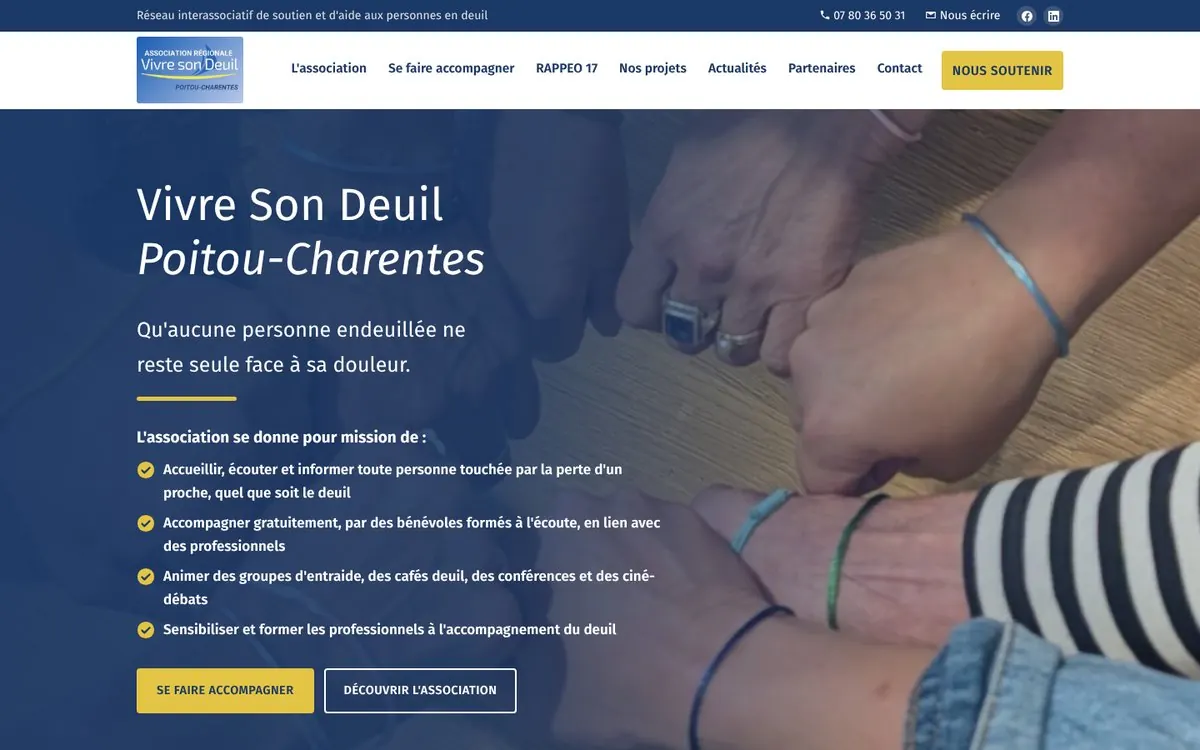 Réseau interassociatif de soutien et d'aide aux personnes en deuil
07 80 36 50 31
Nous écrire
ASSOCIATION RÉGIONALE
Vivre son Deuil
POITOU-CHARENTES
L'association
Se faire accompagner
RAPPEO 17
Nos projets
Actualités
Partenaires
Contact
NOUS SOUTENIR
Vivre Son Deuil
Poitou-Charentes
Qu'aucune personne endeuillée ne
reste seule face à sa douleur.
L'association se donne pour mission de :
Accueillir, écouter et informer toute personne touchée par la perte d'un
proche, quel que soit le deuil
Accompagner gratuitement, par des bénévoles formés à l'écoute, en lien avec
des professionnels
Animer des groupes d'entraide, des cafés deuil, des conférences et des ciné-
débats
Sensibiliser et former les professionnels à l'accompagnement du deuil
SE FAIRE ACCOMPAGNER
DÉCOUVRIR L'ASSOCIATION